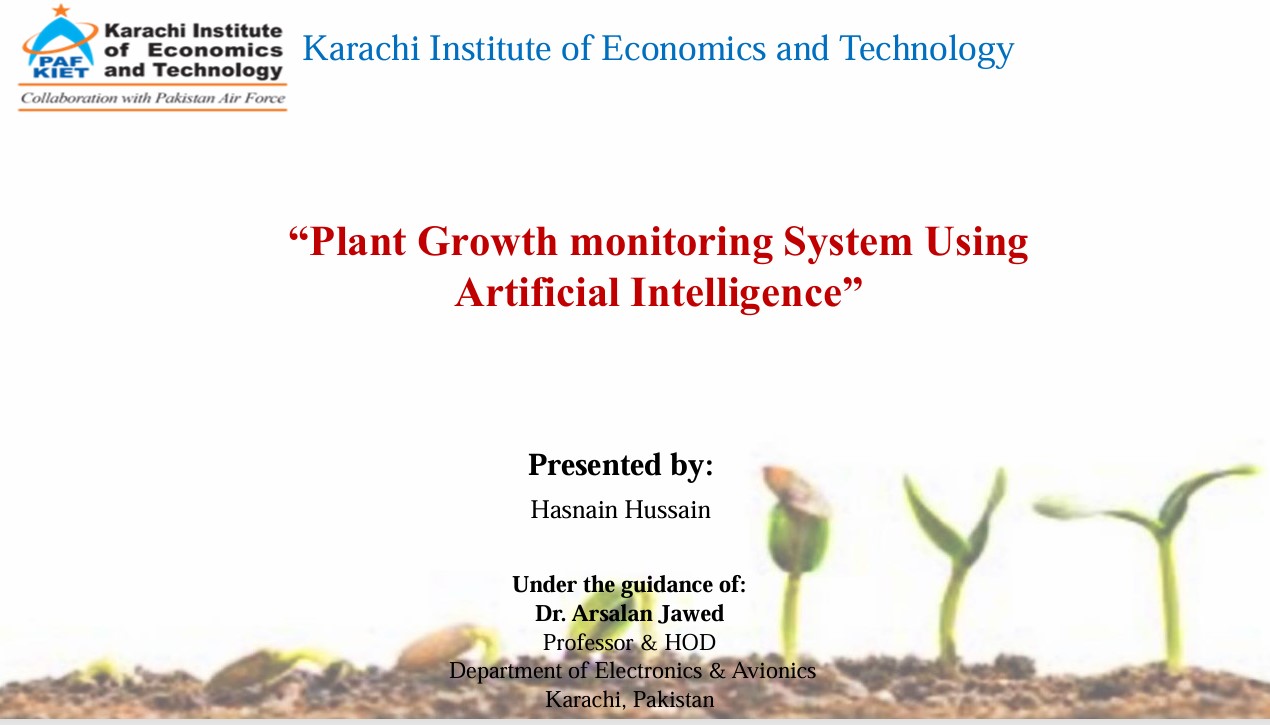 PAF
KIET
Karachi Institute
of Economics
and Technology
Collaboration with Pakistan Air Force
Karachi Institute of Economics and Technology
“Plant Growth monitoring System Using
Artificial Intelligence”
Presented by:
Hasnain Hussain
Under the guidance of:
Dr. Arsalan Jawed
Professor & HOD
Department of Electronics & Avionics
Karachi, Pakistan